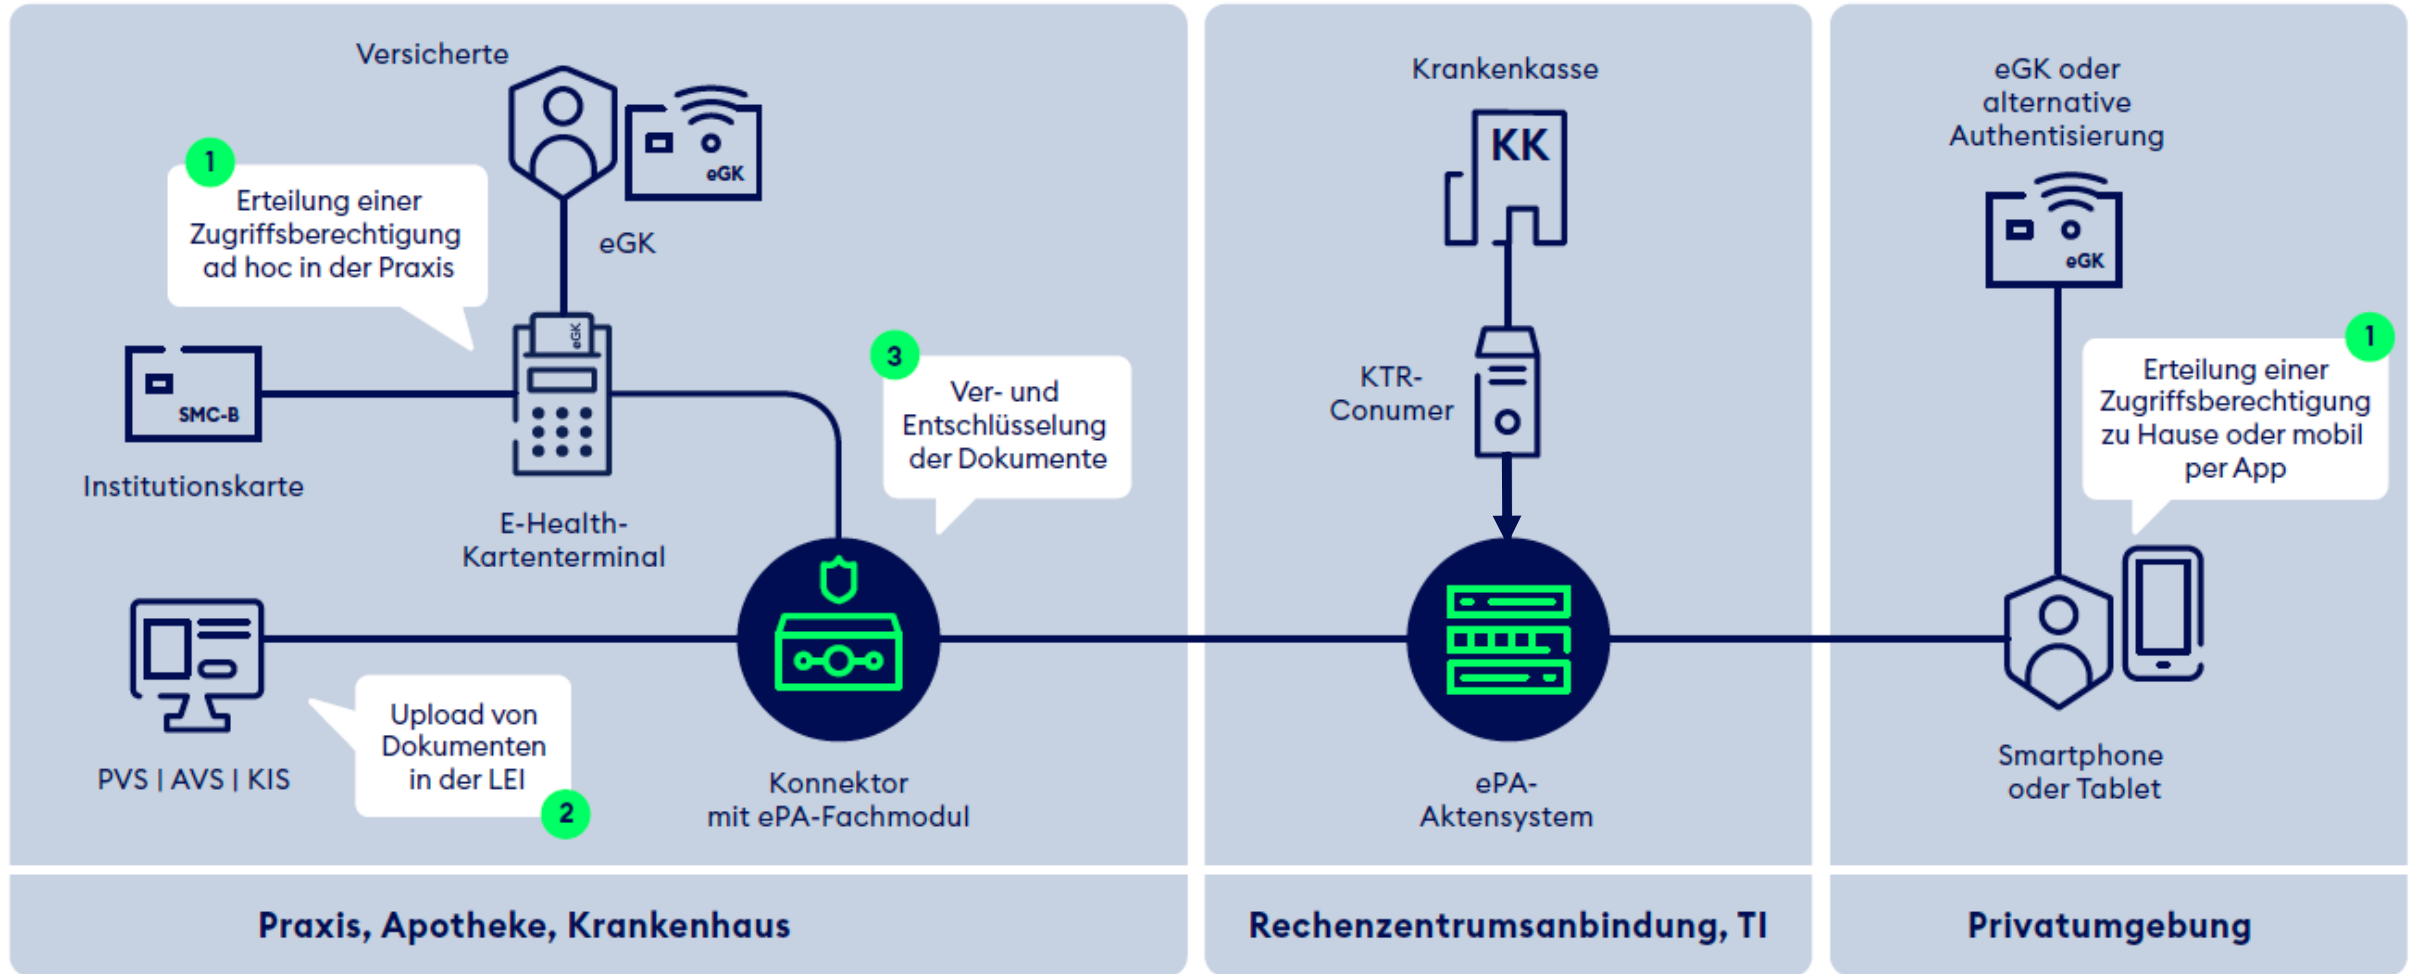 Versicherte
eGK
1
Erteilung einer
Zugriffsberechtigung
ad hoc in der Praxis
eGK
eGK
SMC-B
Institutionskarte
E-Health-
Kartenterminal
3
Ver- und
Entschlüsselung
der Dokumente
PVS | AVS | KIS
Upload von
Dokumenten
in der LEI
2
Konnektor
mit ePA-Fachmodul
Praxis, Apotheke, Krankenhaus
Krankenkasse
KK
KTR-
Conumer
ePA-
Aktensystem
Rechenzentrumsanbindung, TI
eGK oder
alternative
Authentisierung
eGK
1
Erteilung einer
Zugriffsberechtigung
zu Hause oder mobil
per App
Smartphone
oder Tablet
Privatumgebung